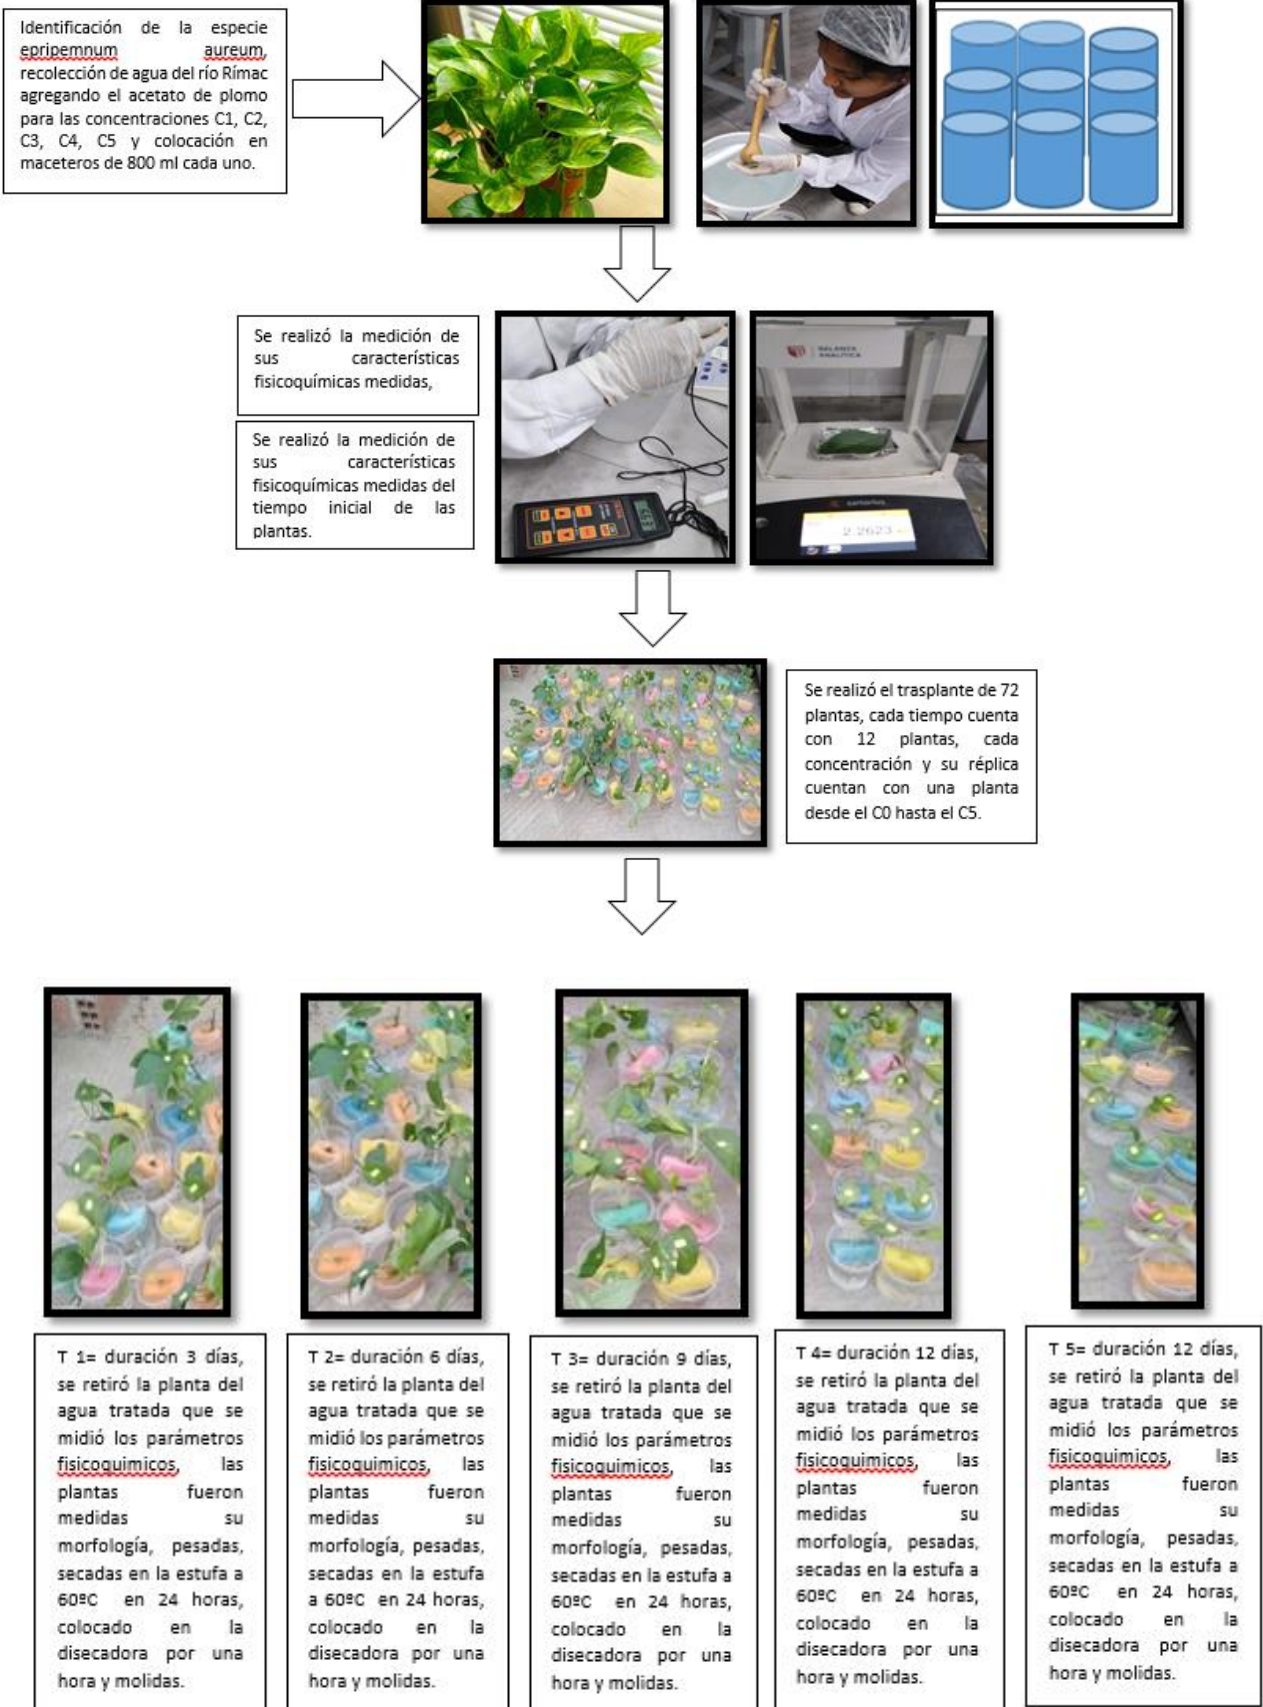 Identificación de la especie
epripemnum aureum,
recolección de agua del río Rímac
agregando el acetato de plomo
para las concentraciones C1, C2,
C3, C4, C5 y colocación en
maceteros de 800 ml cada uno.
Se realizó la medición de
sus características
fisicoquímicas medidas,
Se realizó la medición de
sus características
fisicoquímicas medidas del
tiempo inicial de las
plantas.
BALANZA
ANALÍTICA
sartorius
2.2623
Se realizó el trasplante de 72
plantas, cada tiempo cuenta
con 12 plantas, cada
concentración y su réplica
cuentan con una planta
desde el C0 hasta el C5.
T 1= duración 3 días,
se retiró la planta del
agua tratada que se
midió los parámetros
fisicoquimicos, las
plantas fueron
medidas su
morfología, pesadas,
secadas en la estufa a
60ºC en 24 horas,
colocado en la
disecadora por una
hora y molidas.
T 2= duración 6 días,
se retiró la planta del
agua tratada que se
midió los parámetros
fisicoquimicos, las
plantas fueron
medidas su
morfología, pesadas,
secadas en la estufa
a 60ºC en 24 horas,
colocado en la
disecadora por una
hora y molidas.
T 3= duración 9 días,
se retiró la planta del
agua tratada que se
midió los parámetros
fisicoquimicos, las
plantas fueron
medidas su
morfología, pesadas,
secadas en la estufa a
60ºC en 24 horas,
colocado en la
disecadora por una
hora y molidas.
T 4= duración 12 días,
se retiró la planta del
agua tratada que se
midió los parámetros
fisicoquimicos, las
plantas fueron
medidas su
morfología, pesadas,
secadas en la estufa a
60ºC en 24 horas,
colocado en la
disecadora por una
hora y molidas.
T 5= duración 12 días,
se retiró la planta del
agua tratada que se
midió los parámetros
fisicoquimicos, las
plantas fueron
medidas su
morfología, pesadas,
secadas en la estufa a
60ºC en 24 horas,
colocado en la
disecadora por una
hora y molidas.